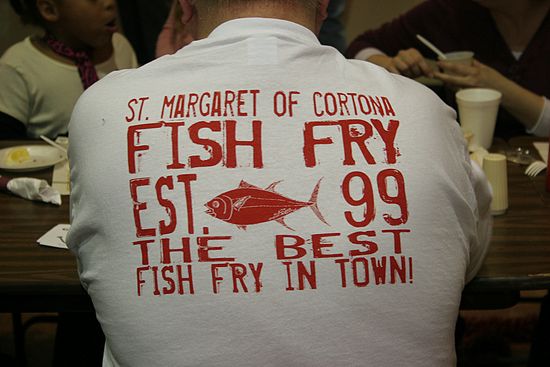 ST. MARGARET OF CORTONA
FISH FRY
EST. 99
THE BEST
FISH FRY IN TOWN!